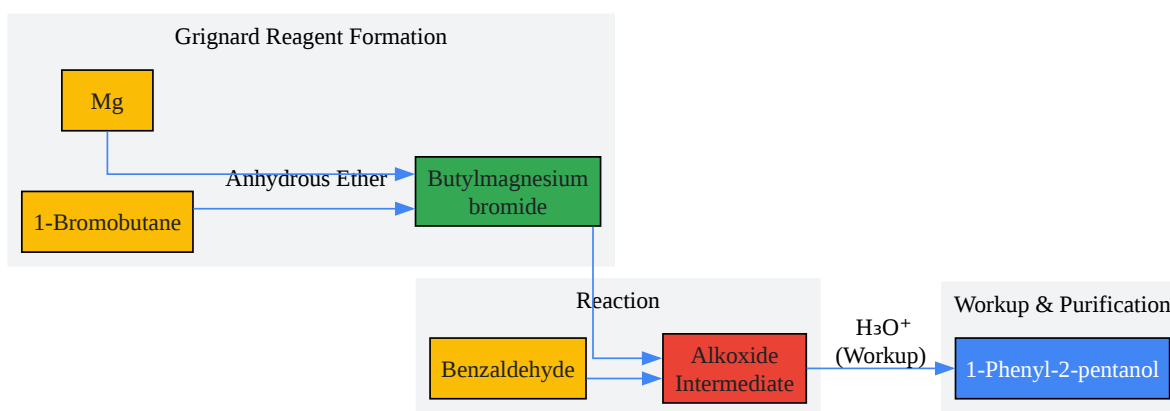 Grignard Reagent Formation
Mg
Anhydrous Ether
1-Bromobutane
Butylmagnesium
bromide
Reaction
Benzaldehyde
Alkoxide
Intermediate
H₃O⁺
(Workup)
Workup & Purification
1-Phenyl-2-pentanol